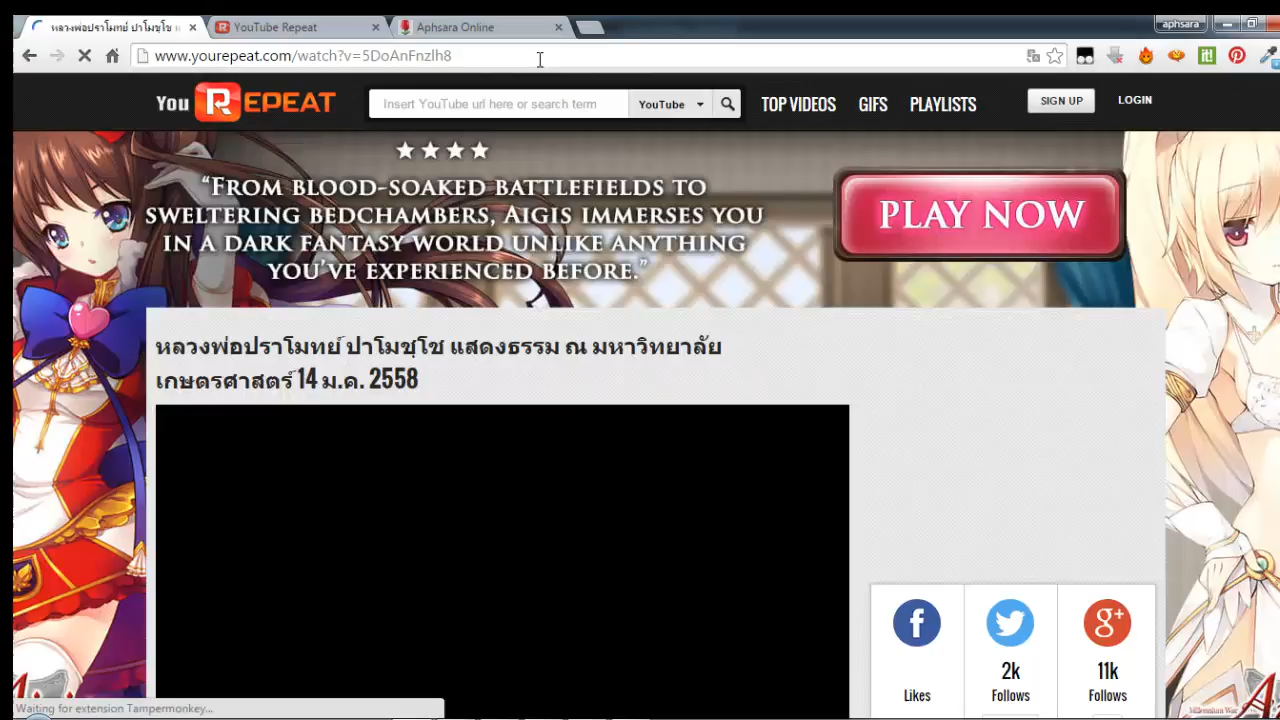 หลวงพ่อปราโมทย์ ปาโมชฺโช
YouTube Repeat
Aphsara Online
aphsara
www.yourepeat.com/watch?v=5DoAnFnzlh8
it!
You REPEAT
Insert YouTube url here or search term
YouTube
TOP VIDEOS
GIFS
PLAYLISTS
SIGN UP
LOGIN
“FROM BLOOD-SOAKED BATTLEFIELDS TO
SWELTERING BEDCHAMBERS, AIGIS IMMERSES YOU
IN A DARK FANTASY WORLD UNLIKE ANYTHING
YOU’VE EXPERIENCED BEFORE.”
PLAY NOW
หลวงพ่อปราโมทย์ ปาโมชฺโช แสดงธรรม ณ มหาวิทยาลัย
เกษตรศาสตร์ 14 ม.ค. 2558
f
g+
2k
11k
Likes
Follows
Follows
Waiting for extension Tampermonkey...